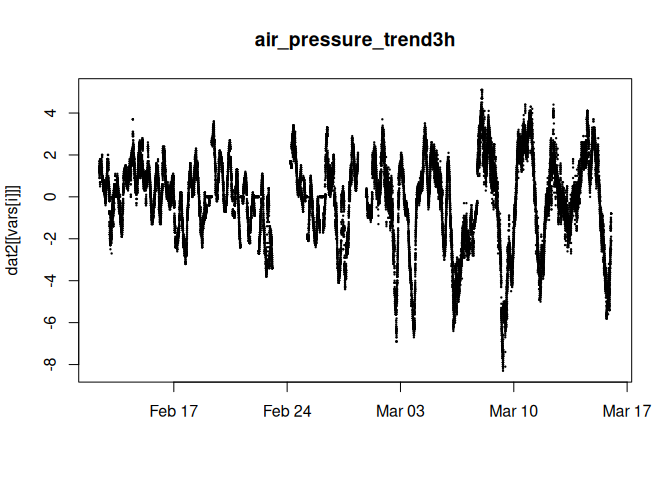 air_pressure_trend3h
dat2[[vars[i]]]
4
2
0
-2
-4
-6
-8
Feb 17
Feb 24
Mar 03
Mar 10
Mar 17